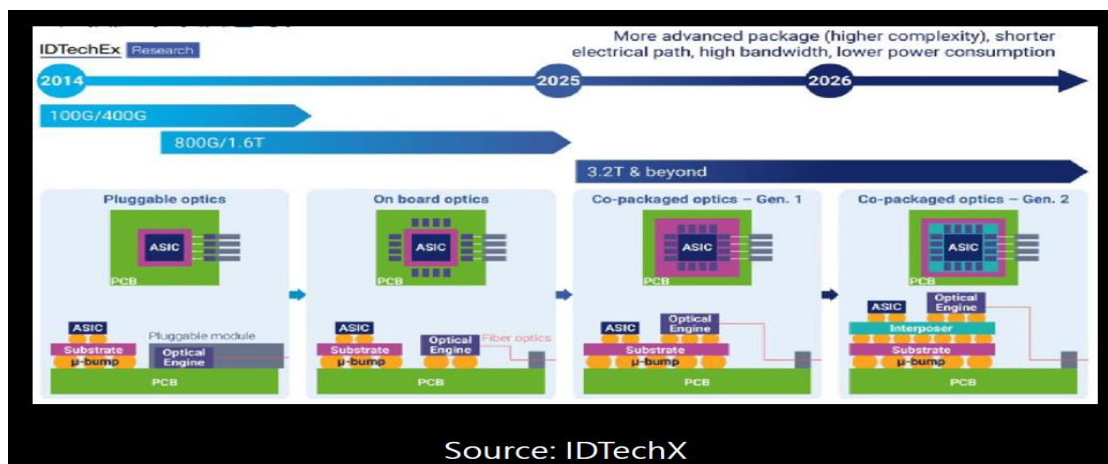 More advanced package (higher complexity), shorter
electrical path, high bandwidth, lower power consumption
IDTechEx Research
2014
2025
2026
100G/400G
800G/1.6T
3.2T & beyond
Pluggable optics
ASIC
PCB
ASIC
Pluggable module
Substrate
Optical
Engine
μ-bump
PCB
On board optics
ASIC
PCB
ASIC
Substrate
Optical
Engine
Fiber optics
μ-bump
PCB
Co-packaged optics – Gen. 1
ASIC
PCB
ASIC
Optical
Engine
Substrate
μ-bump
PCB
Co-packaged optics – Gen. 2
ASIC
PCB
ASIC
Optical
Engine
Interposer
Substrate
μ-bump
PCB
Source: IDTechX